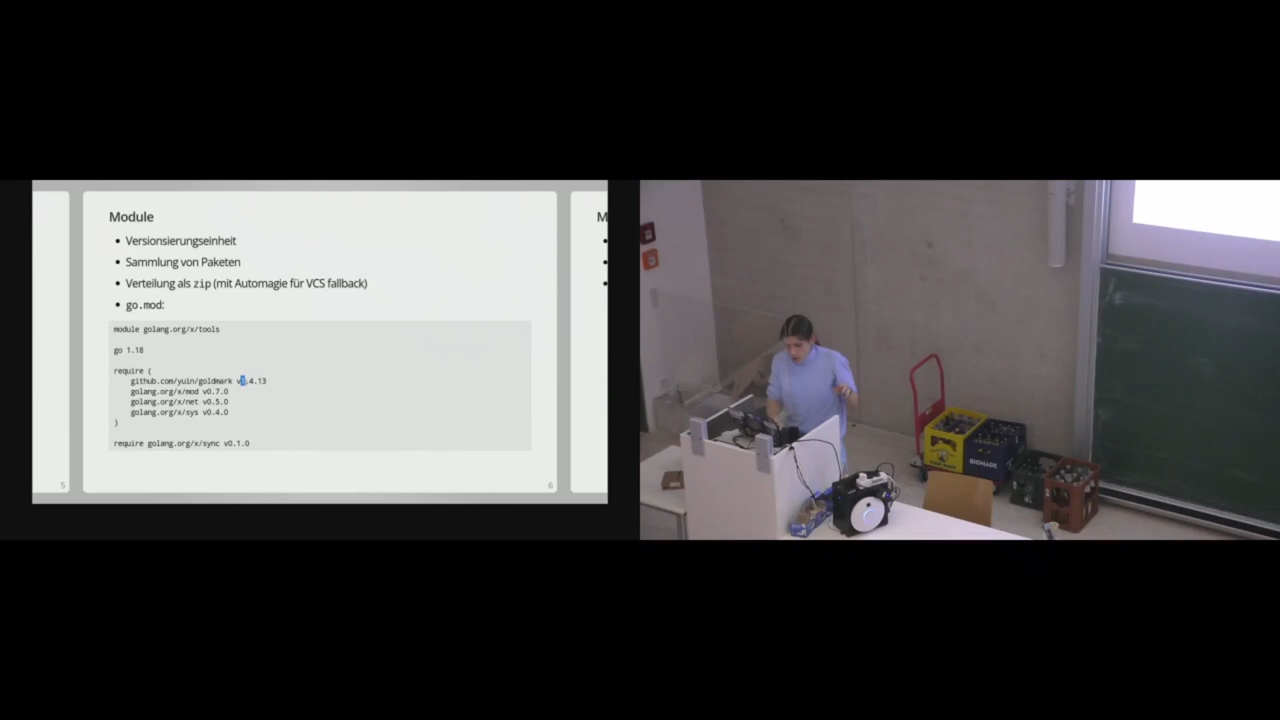 Module
• Versionsierungseinheit
• Sammlung von Paketen
• Verteilung als zip (mit Automagie für VCS fallback)
• go.mod:
module golang.org/x/tools
go 1.18
require (
github.com/yuin/goldmark v1.4.13
golang.org/x/mod v0.7.0
golang.org/x/net v0.5.0
golang.org/x/sys v0.4.0
)
require golang.org/x/sync v0.1.0
5
6
M
BIONADE